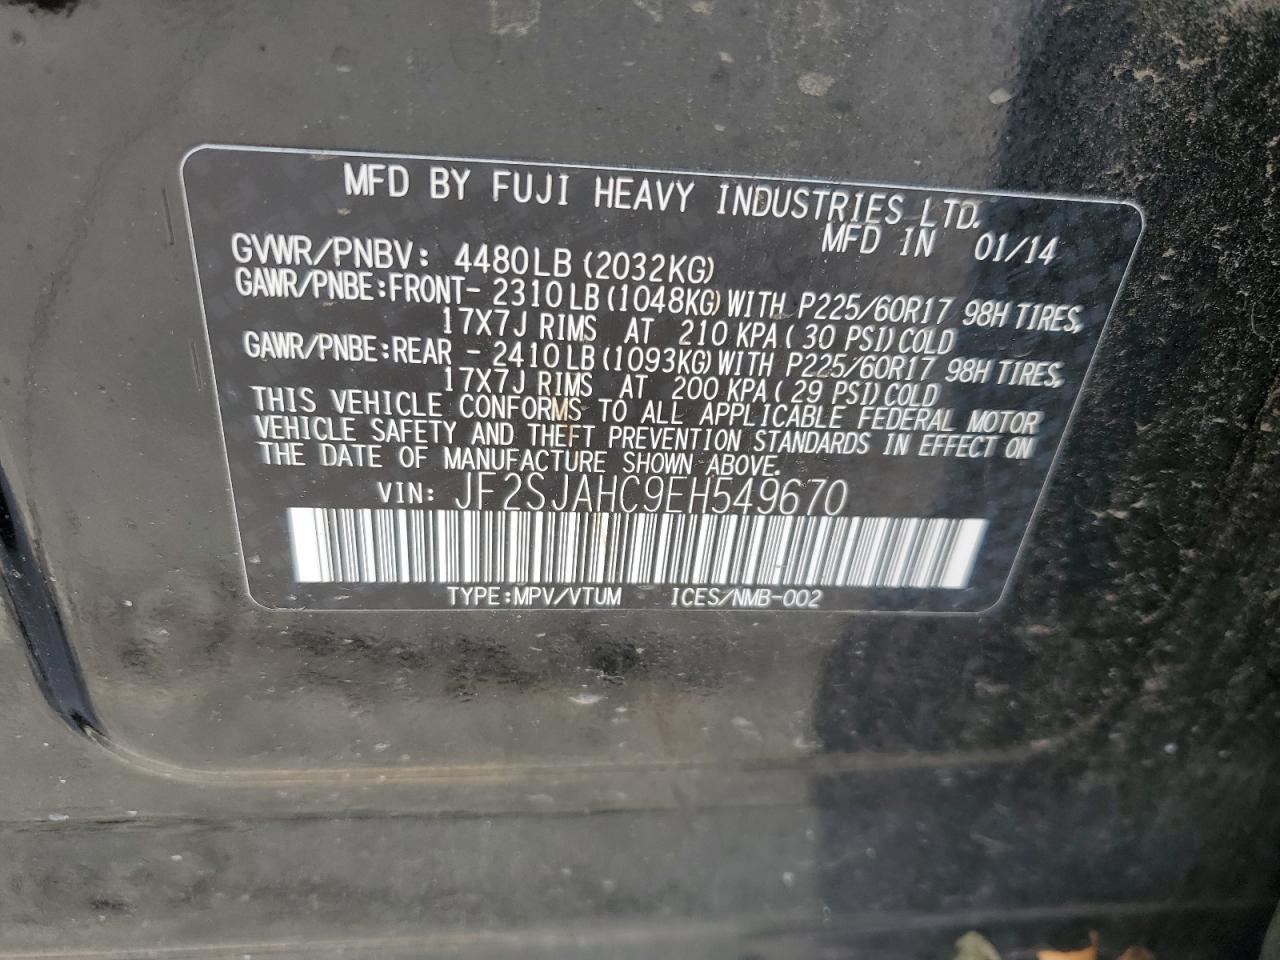 MFD BY FUJI HEAVY INDUSTRIES LTD.
MFD IN 01/14
GVWR/PNBV: 4480LB (2032KG)
GAWR/PNBE:FRONT- 2310LB (1048KG) WITH P225/60R17 98H TIRES,
17X7J RIMS AT 210 KPA ( 30 PSI) COLD
GAWR/PNBE:REAR - 2410LB (1093KG) WITH P225/60R17 98H TIRES,
17X7J RIMS AT 200 KPA ( 29 PSI) COLD
THIS VEHICLE CONFORMS TO ALL APPLICABLE FEDERAL MOTOR
VEHICLE SAFETY AND THEFT PREVENTION STANDARDS IN EFFECT ON
THE DATE OF MANUFACTURE SHOWN ABOVE.
VIN: JF2SJAHC9EH549670
TYPE:MPV/VTUM ICES/NMB-002